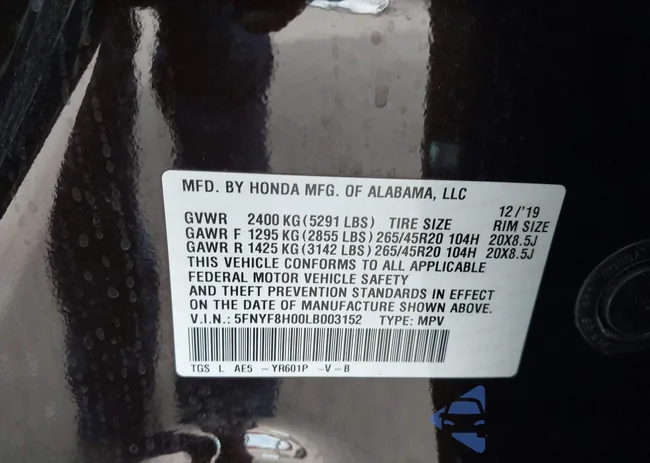 MFD. BY HONDA MFG. OF ALABAMA, LLC
12/'19
GVWR 2400 KG (5291 LBS) TIRE SIZE RIM SIZE
GAWR F 1295 KG (2855 LBS) 265/45R20 104H 20X8.5J
GAWR R 1425 KG (3142 LBS) 265/45R20 104H 20X8.5J
THIS VEHICLE CONFORMS TO ALL APPLICABLE
FEDERAL MOTOR VEHICLE SAFETY
AND THEFT PREVENTION STANDARDS IN EFFECT
ON THE DATE OF MANUFACTURE SHOWN ABOVE.
V.I.N.: 5FNYF8H00LB003152 TYPE: MPV
TGS L AE5 -YR601P -V-B